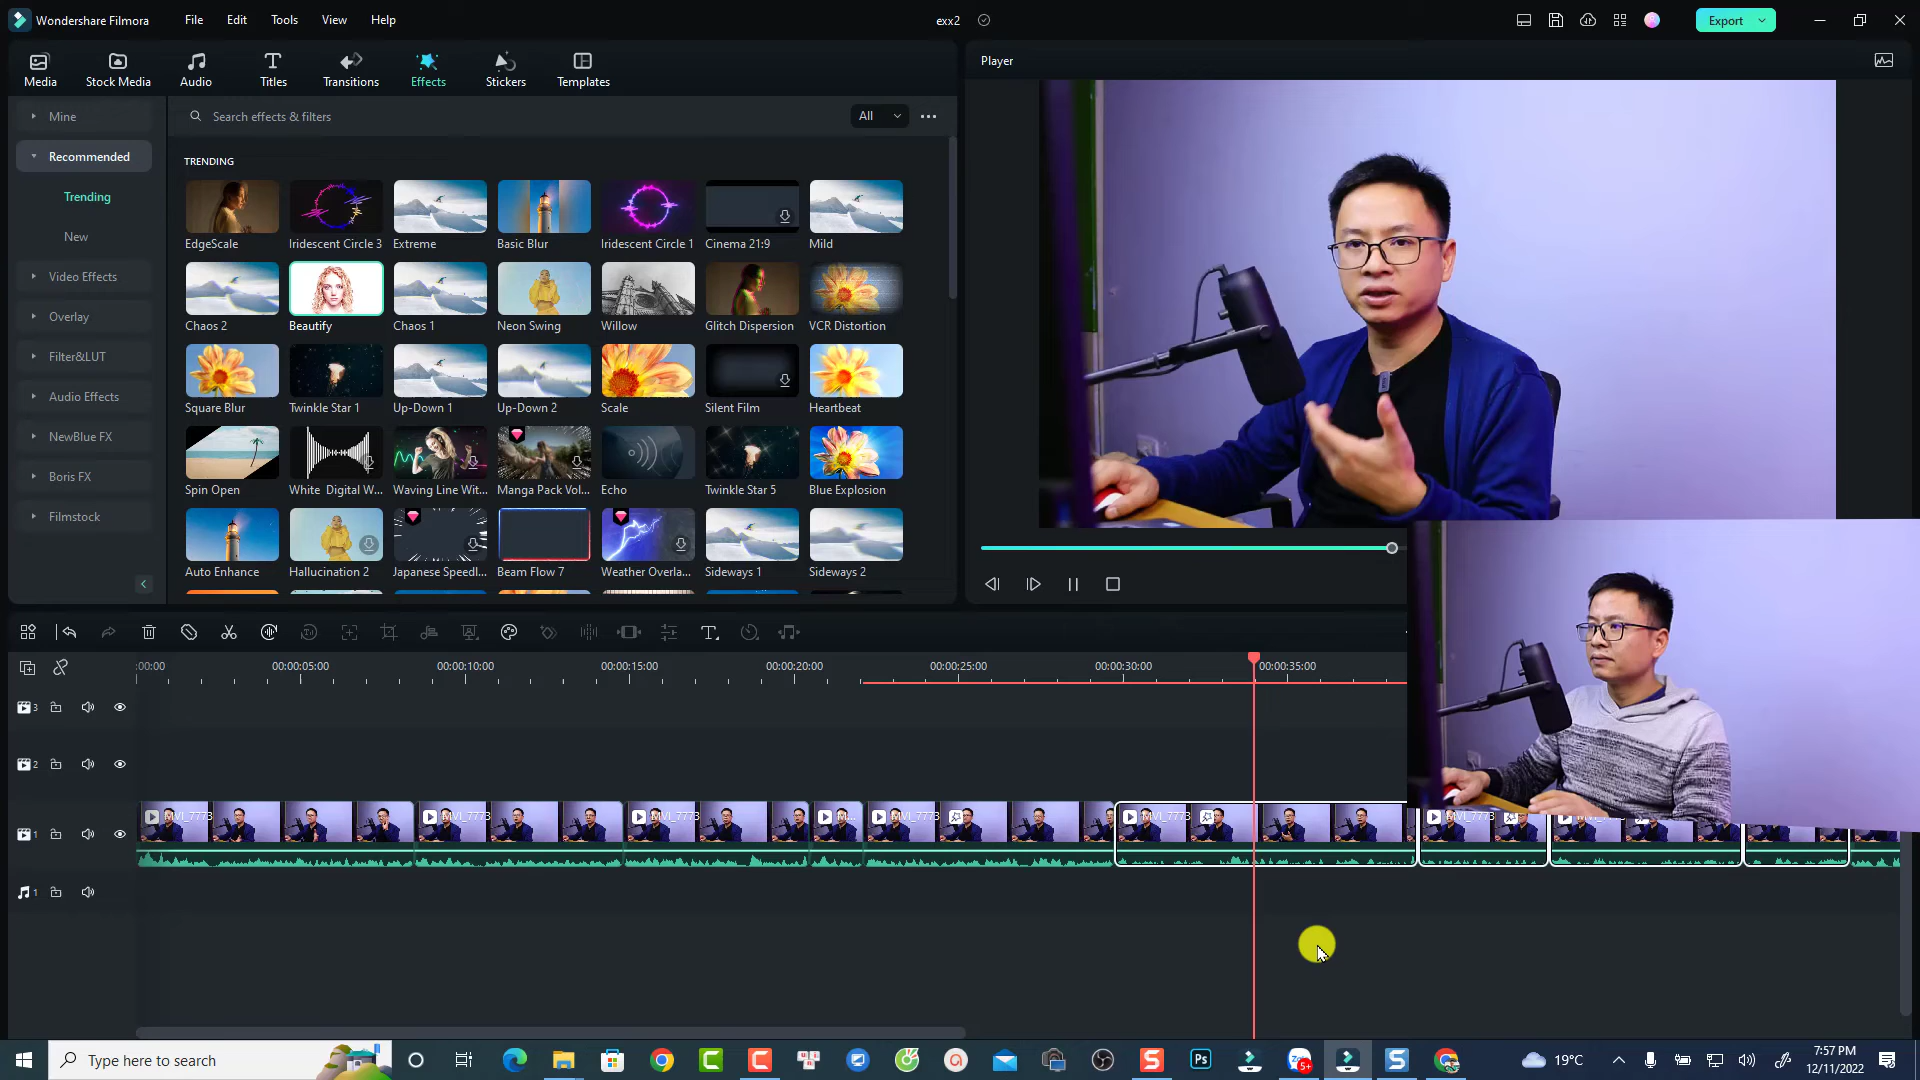 Wondershare Filmora
File
Edit
Tools
View
Help
exx2
Export
Media
Stock Media
Audio
Titles
Transitions
Effects
Stickers
Templates
Player
Mine
Recommended
Trending
New
Video Effects
Overlay
Filter&LUT
Audio Effects
NewBlue FX
Boris FX
Filmstock
Search effects & filters
All
TRENDING
EdgeScale
Iridescent Circle 3
Extreme
Basic Blur
Iridescent Circle 1
Cinema 21:9
Mild
Chaos 2
Beautify
Chaos 1
Neon Swing
Willow
Glitch Dispersion
VCR Distortion
Square Blur
Twinkle Star 1
Up-Down 1
Up-Down 2
Scale
Silent Film
Heartbeat
Spin Open
White Digital W...
Waving Line Wit...
Manga Pack Vol...
Echo
Twinkle Star 5
Blue Explosion
Auto Enhance
Hallucination 2
Japanese Speedl...
Beam Flow 7
Weather Overla...
Sideways 1
Sideways 2
:00:00
00:00:05:00
00:00:10:00
00:00:15:00
00:00:20:00
00:00:25:00
00:00:30:00
00:00:35:00
3
2
1
MVI_7773
MVI_7773
MVI_7773
M...
MVI_7773
MVI_7773
MVI_7773
1
Type here to search
Ps
5+
19°C
7:57 PM
12/11/2022